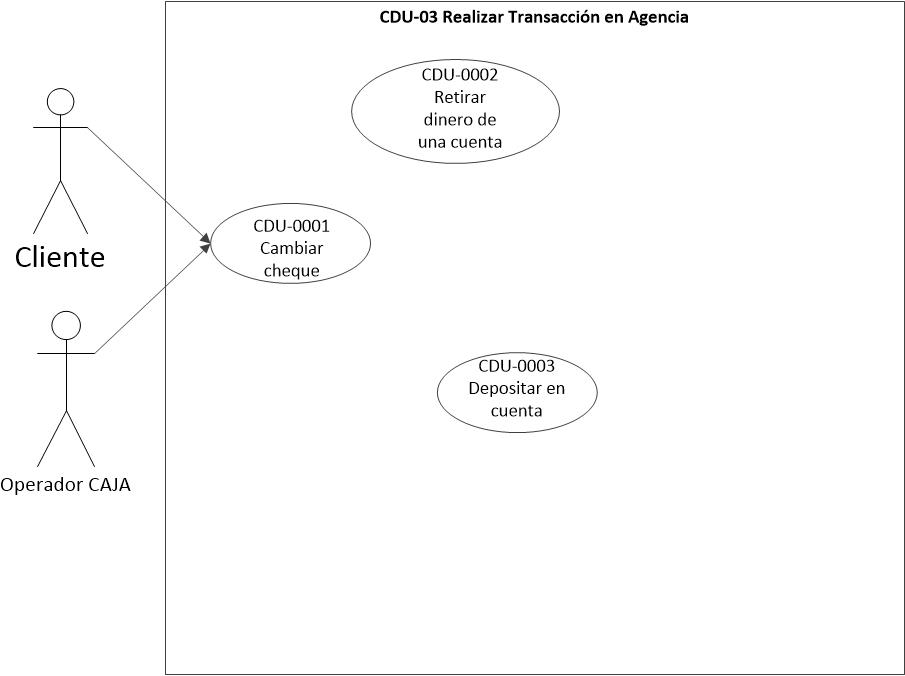 CDU-03 Realizar Transacción en Agencia
CDU-0002
Retirar
dinero de
una cuenta
CDU-0001
Cambiar
cheque
Cliente
CDU-0003
Depositar en
cuenta
Operador CAJA